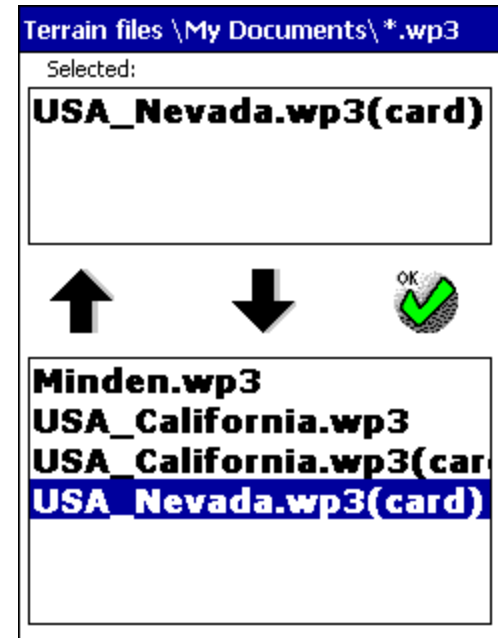 Terrain files \My Documents\*.wp3
Selected:
USA_Nevada.wp3(card)
OK
Minden.wp3
USA_California.wp3
USA_California.wp3(car
USA_Nevada.wp3(card)